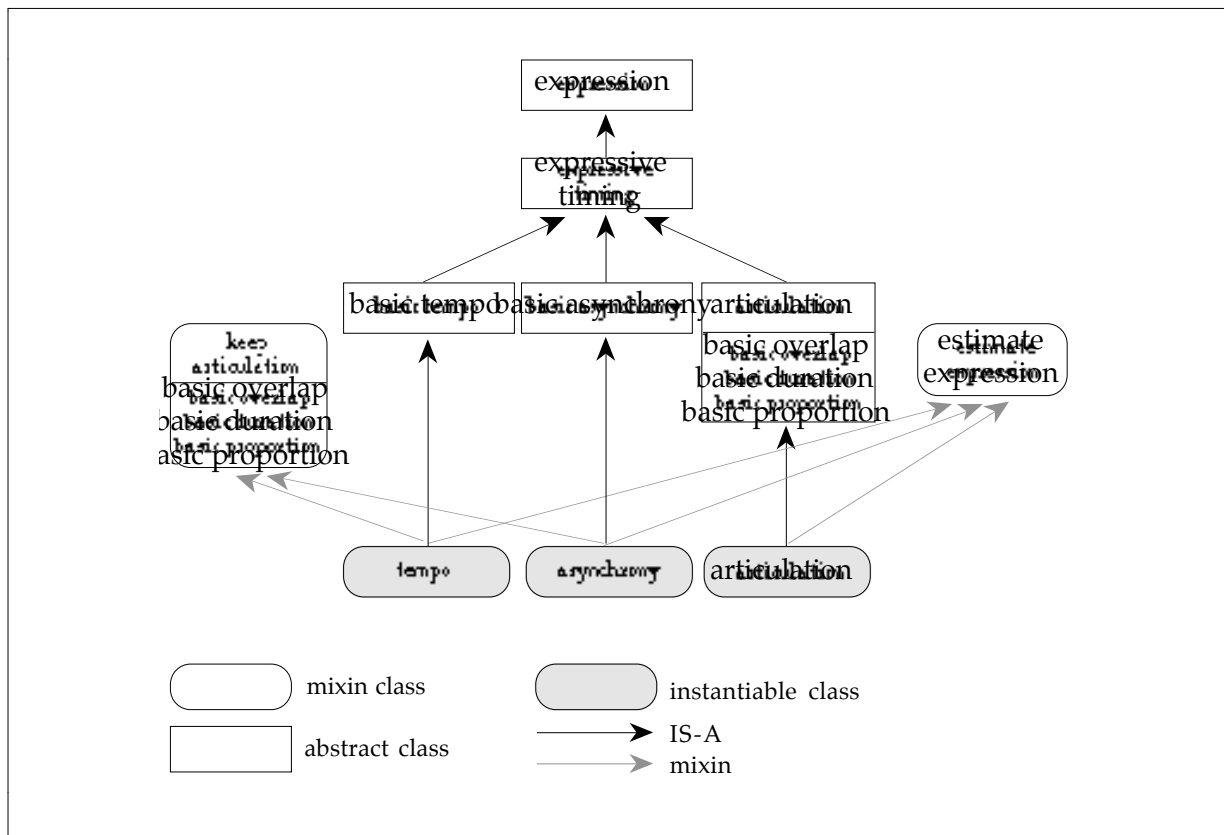 expression
expressive
timing
basic tempo
basic asynchrony
articulation
keep
articulation
basic overlap
basic duration
basic proportion
basic overlap
basic duration
basic proportion
estimate
expression
tempo
asynchrony
articulation
mixin class
instantiable class
abstract class
IS-A
mixin